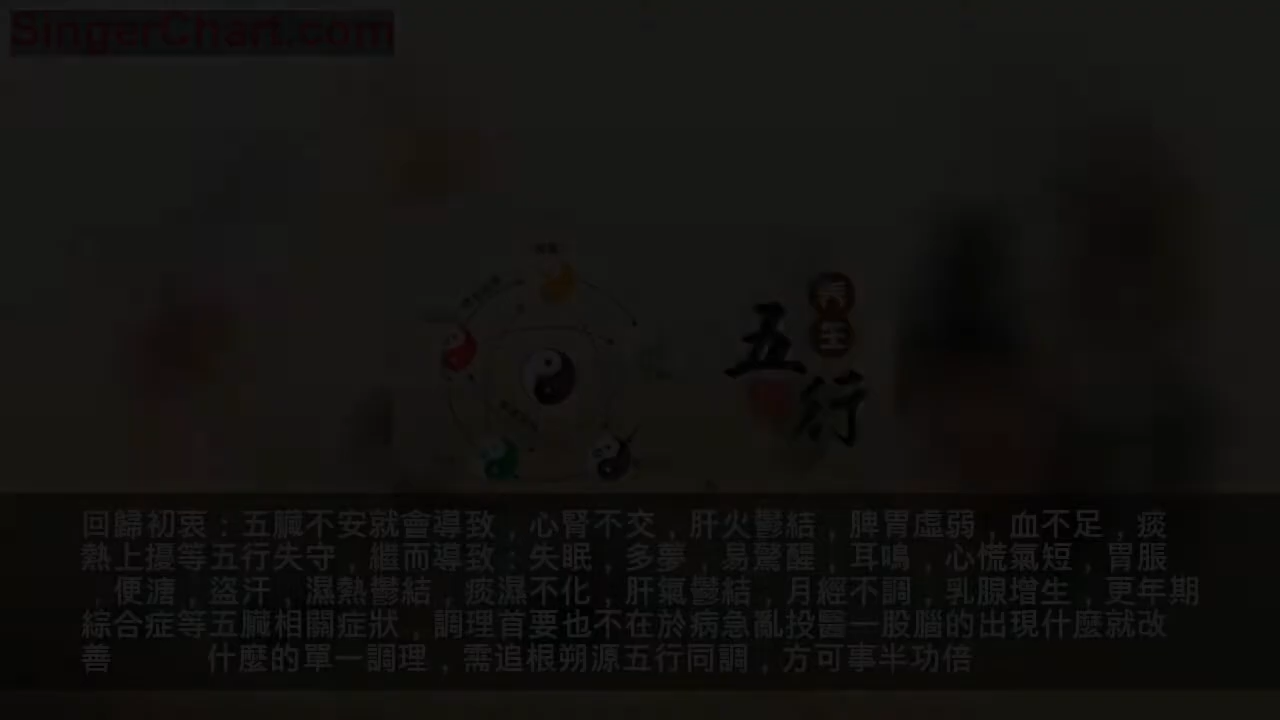 SingerChart.com
養
生
五
行
回歸初衷：五臟不安就會導致，心腎不交，肝火鬱結，脾胃虛弱，血不足，痰
熱上擾等五行失守，繼而導致：失眠，多夢，易驚醒，耳鳴，心慌氣短，胃脹
，便溏，盜汗，濕熱鬱結，痰濕不化，肝氣鬱結，月經不調，乳腺增生，更年期
綜合症等五臟相關症狀，調理首要也不在於病急亂投醫一股腦的出現什麼就改
善　　　什麼的單一調理，需追根朔源五行同調，方可事半功倍